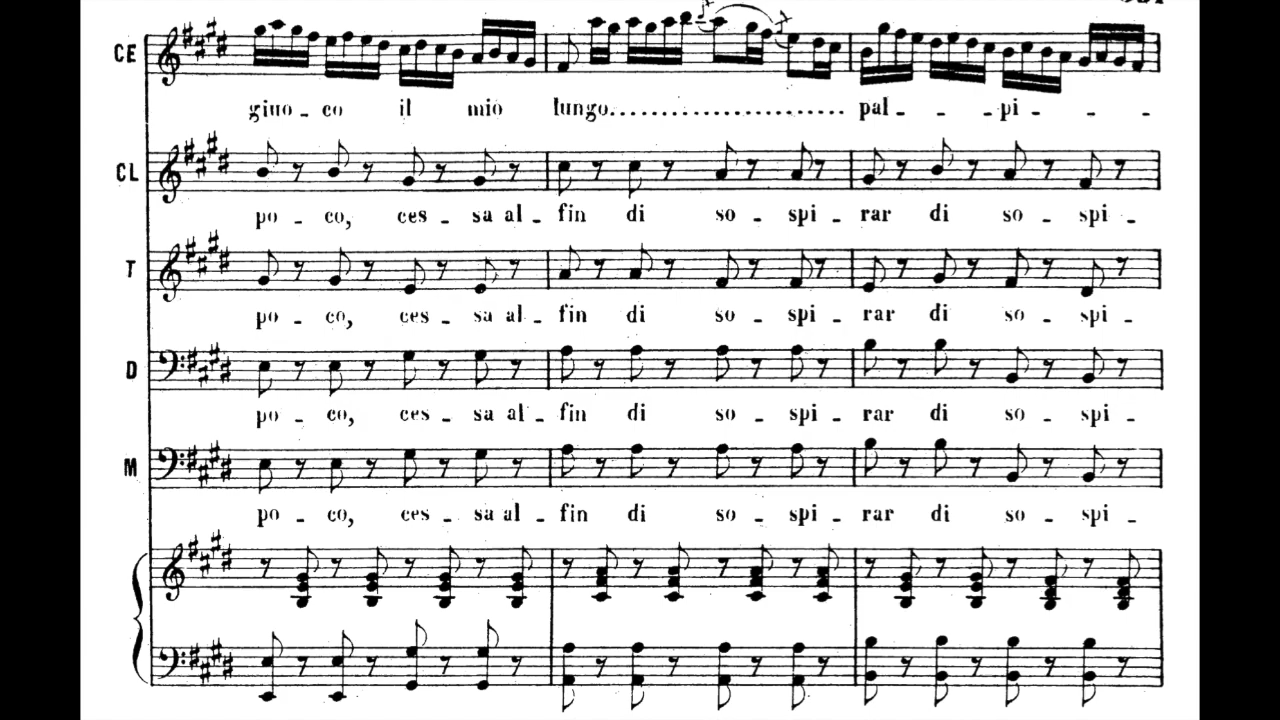 CE
giuo - co il mio lungo..................... pal - - - pi - - -
CL
po - co, ces - sa al - fin di so - spi - rar di so - spi -
T
po - co, ces - sa al - fin di so - spi - rar di so - spi -
D
po - co, ces - sa al - fin di so - spi - rar di so - spi -
M
po - co, ces - sa al - fin di so - spi - rar di so - spi -